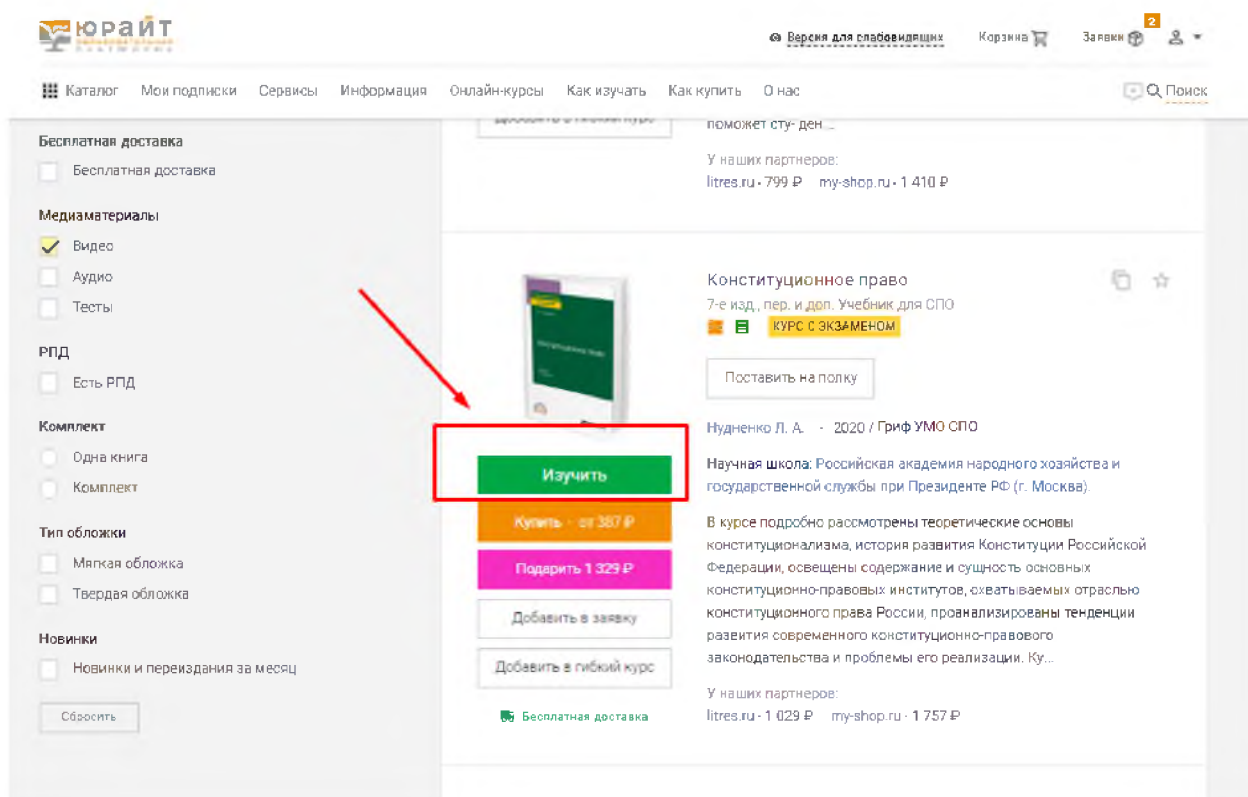 юрайт
2
Версия для слабовидящих Корзина Заявки
Каталог Мои подписки Сервисы Информация Онлайн-курсы Как изучать Как купить О нас Поиск
Бесплатная доставка
Бесплатная доставка
Медиаматериалы
Видео
Аудио
Тесты
РПД
Есть РПД
Комплект
Одна книга
Комплект
Тип обложки
Мягкая обложка
Твердая обложка
Новинки
Новинки и переиздания за месяц
Сбросить
Добавить в гибкий курс
поможет сту- ден ...
У наших партнеров:
litres.ru - 799 ₽ my-shop.ru - 1 410 ₽
Изучить
Купить - от 387 ₽
Подарить 1 329 ₽
Добавить в заявку
Добавить в гибкий курс
Бесплатная доставка
Конституционное право
7-е изд., пер. и доп. Учебник для СПО
КУРС С ЭКЗАМЕНОМ
Поставить на полку
Нудненко Л. А. - 2020 / Гриф УМО СПО
Научная школа: Российская академия народного хозяйства и
государственной службы при Президенте РФ (г. Москва).
В курсе подробно рассмотрены теоретические основы
конституционализма, история развития Конституции Российской
Федерации, освещены содержание и сущность основных
конституционно-правовых институтов, охватываемых отраслью
конституционного права России, проанализированы тенденции
развития современного конституционно-правового
законодательства и проблемы его реализации. Ку...
У наших партнеров:
litres.ru - 1 029 ₽ my-shop.ru - 1 757 ₽